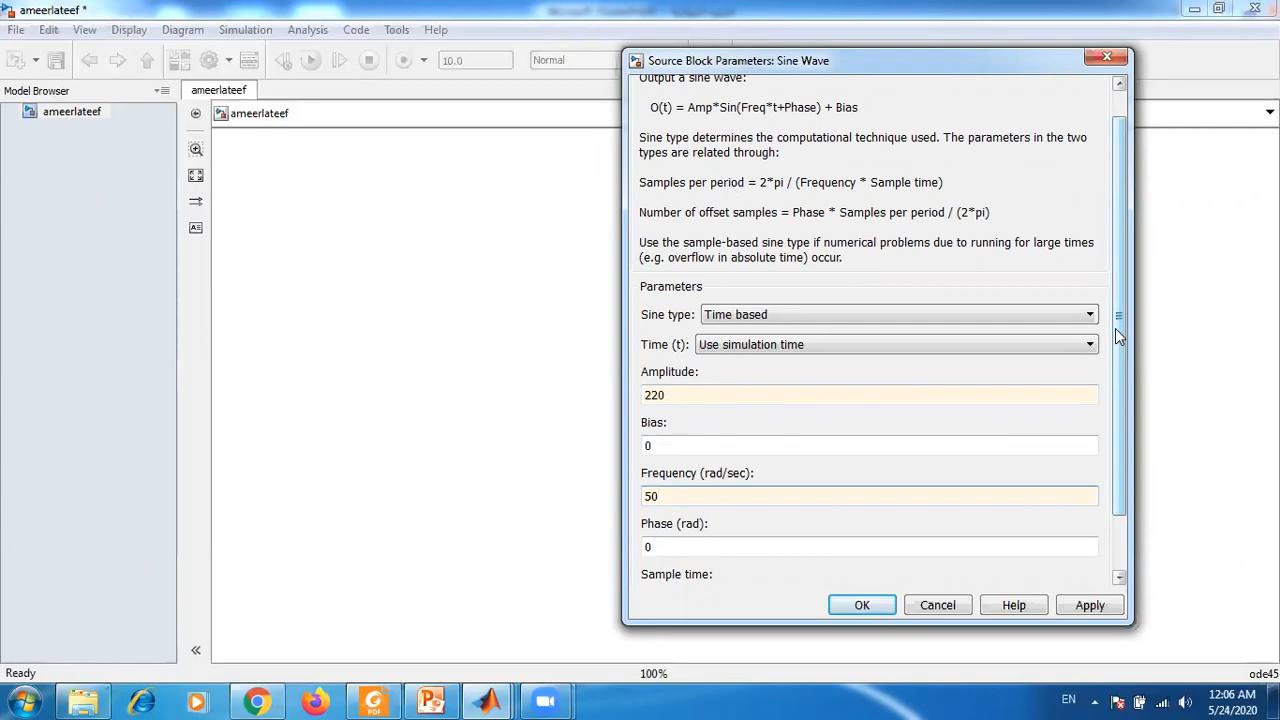 ameerlateef *
File Edit View Display Diagram Simulation Analysis Code Tools Help
10.0
Normal
Model Browser
ameerlateef
ameerlateef
ameerlateef
Source Block Parameters: Sine Wave
Output a sine wave:
O(t) = Amp*Sin(Freq*t+Phase) + Bias
Sine type determines the computational technique used. The parameters in the two
types are related through:
Samples per period = 2*pi / (Frequency * Sample time)
Number of offset samples = Phase * Samples per period / (2*pi)
Use the sample-based sine type if numerical problems due to running for large times
(e.g. overflow in absolute time) occur.
Parameters
Sine type: Time based
Time (t): Use simulation time
Amplitude:
220
Bias:
0
Frequency (rad/sec):
50
Phase (rad):
0
Sample time:
OK Cancel Help Apply
Ready
100%
ode45
EN
12:06 AM
5/24/2020